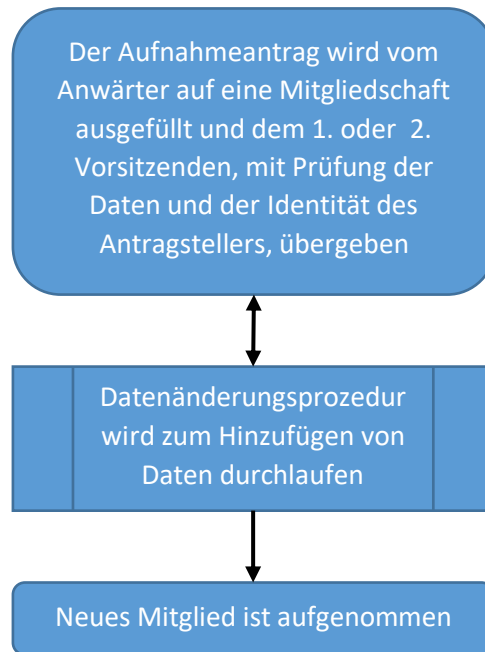 Der Aufnahmeantrag wird vom
Anwärter auf eine Mitgliedschaft
ausgefüllt und dem 1. oder  2.
Vorsitzenden, mit Prüfung der
Daten und der Identität des
Antragstellers, übergeben
Datenänderungsprozedur
wird zum Hinzufügen von
Daten durchlaufen
Neues Mitglied ist aufgenommen